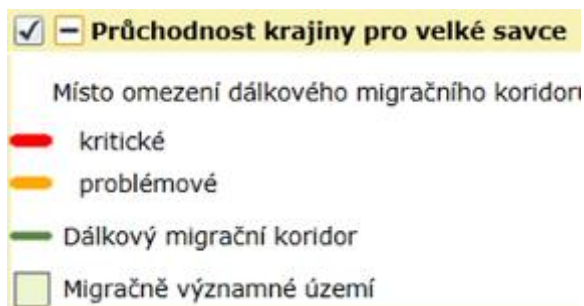 Průchodnost krajiny pro velké savce
Místo omezení dálkového migračního koridoru
kritické
problémové
Dálkový migrační koridor
Migračně významné území